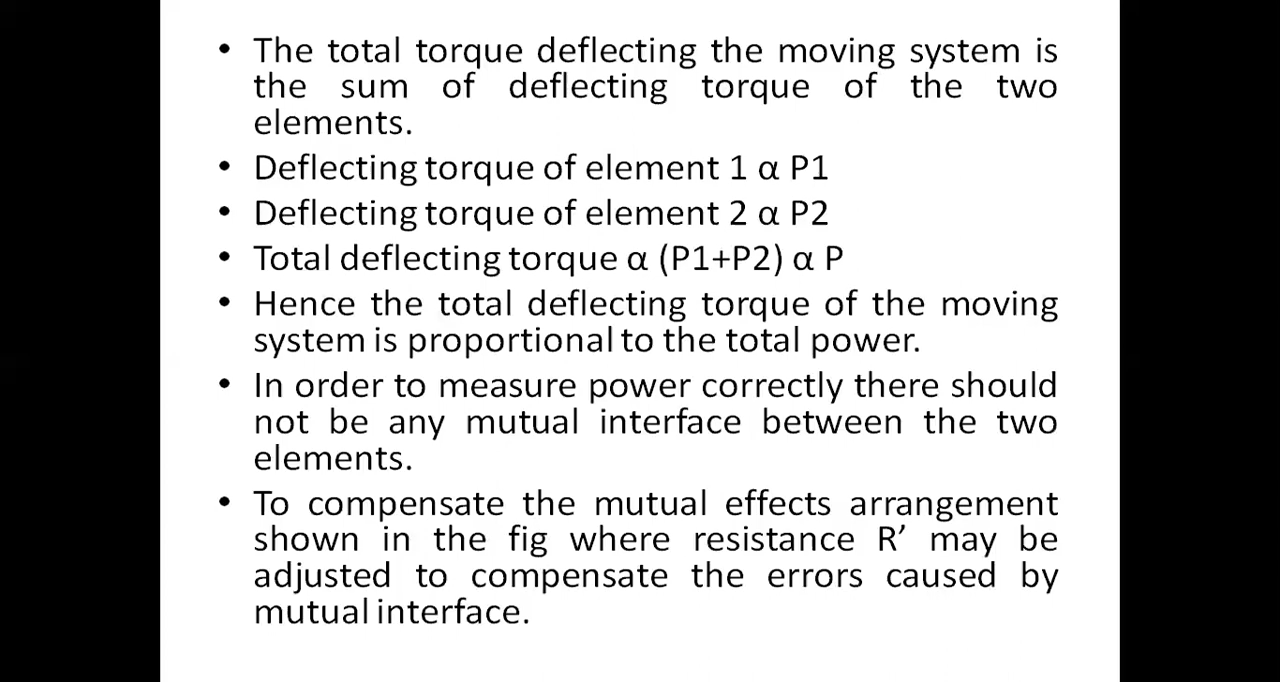 • The total torque deflecting the moving system is
the sum of deflecting torque of the two
elements.
• Deflecting torque of element 1 α P1
• Deflecting torque of element 2 α P2
• Total deflecting torque α (P1+P2) α P
• Hence the total deflecting torque of the moving
system is proportional to the total power.
• In order to measure power correctly there should
not be any mutual interface between the two
elements.
• To compensate the mutual effects arrangement
shown in the fig where resistance R’ may be
adjusted to compensate the errors caused by
mutual interface.